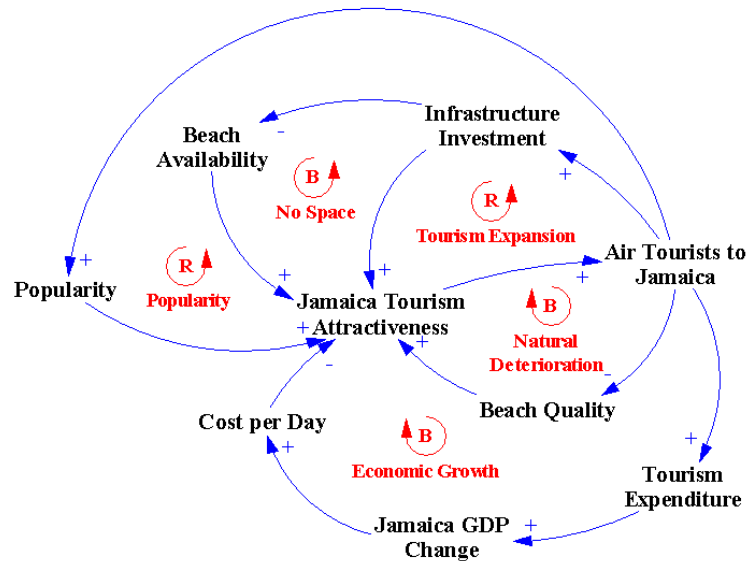 Infrastructure
Investment
Beach
Availability
-
+
B
No Space
R
Tourism Expansion
Air Tourists to
Jamaica
+
R
Popularity
Popularity
+
+
Jamaica Tourism
Attractiveness
+
+
B
Natural
Deterioration
-
+
+
-
Beach Quality
Cost per Day
+
B
Economic Growth
+
Tourism
Expenditure
Jamaica GDP
Change
+